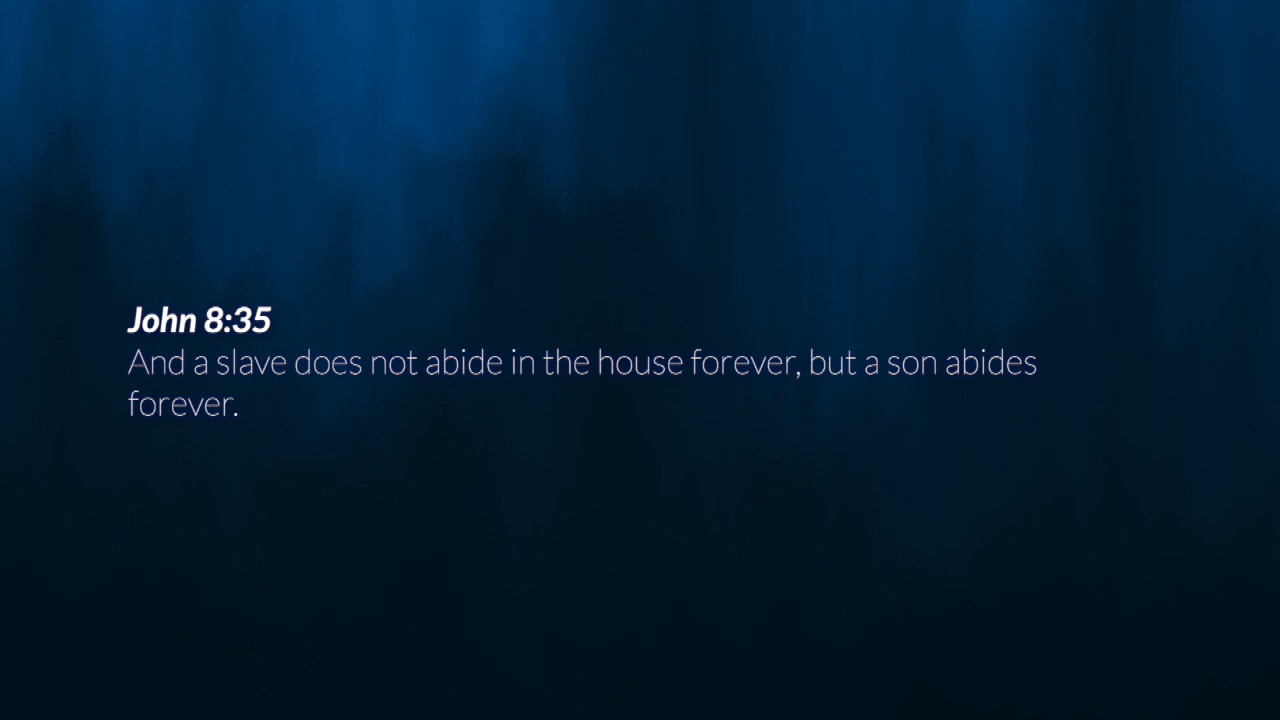 John 8:35
And a slave does not abide in the house forever, but a son abides
forever.